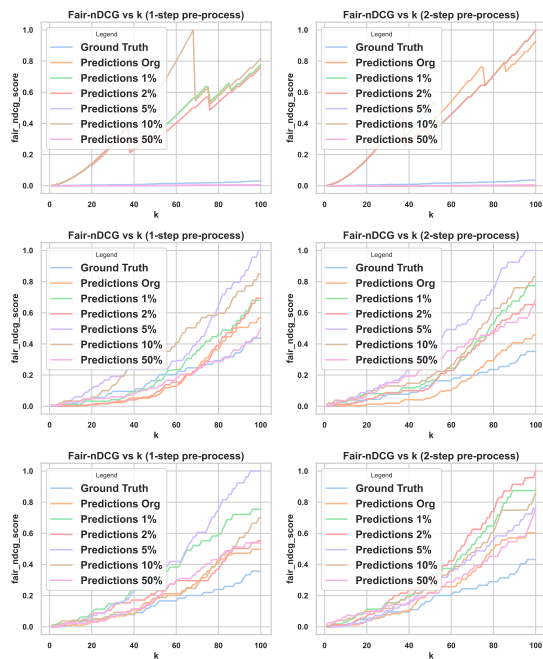 Fair-nDCG vs k (1-step pre-process)
1.0
0.8
0.6
0.4
0.2
0.0
fair_ndcg_score
Legend
Ground Truth
Predictions Org
Predictions 1%
Predictions 2%
Predictions 5%
Predictions 10%
Predictions 50%
0 20 40 60 80 100
k
Fair-nDCG vs k (2-step pre-process)
1.0
0.8
0.6
0.4
0.2
0.0
fair_ndcg_score
Legend
Ground Truth
Predictions Org
Predictions 1%
Predictions 2%
Predictions 5%
Predictions 10%
Predictions 50%
0 20 40 60 80 100
k
Fair-nDCG vs k (1-step pre-process)
1.0
0.8
0.6
0.4
0.2
0.0
fair_ndcg_score
Legend
Ground Truth
Predictions Org
Predictions 1%
Predictions 2%
Predictions 5%
Predictions 10%
Predictions 50%
0 20 40 60 80 100
k
Fair-nDCG vs k (2-step pre-process)
1.0
0.8
0.6
0.4
0.2
0.0
fair_ndcg_score
Legend
Ground Truth
Predictions Org
Predictions 1%
Predictions 2%
Predictions 5%
Predictions 10%
Predictions 50%
0 20 40 60 80 100
k
Fair-nDCG vs k (1-step pre-process)
1.0
0.8
0.6
0.4
0.2
0.0
fair_ndcg_score
Legend
Ground Truth
Predictions Org
Predictions 1%
Predictions 2%
Predictions 5%
Predictions 10%
Predictions 50%
0 20 40 60 80 100
k
Fair-nDCG vs k (2-step pre-process)
1.0
0.8
0.6
0.4
0.2
0.0
fair_ndcg_score
Legend
Ground Truth
Predictions Org
Predictions 1%
Predictions 2%
Predictions 5%
Predictions 10%
Predictions 50%
0 20 40 60 80 100
k